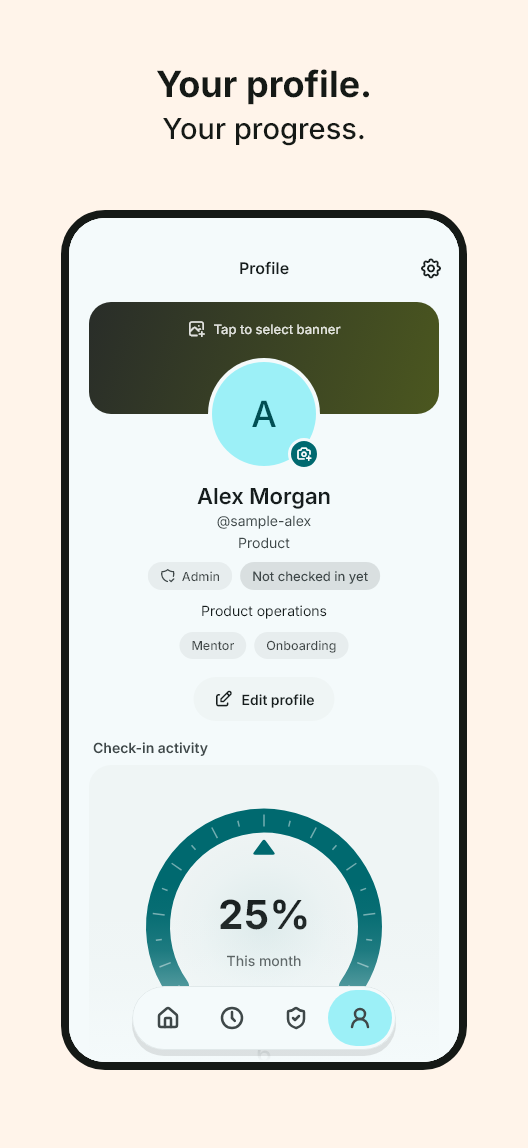 Your profile.
Your progress.
Profile
Tap to select banner
A
Alex Morgan
@sample-alex
Product
Admin
Not checked in yet
Product operations
Mentor
Onboarding
Edit profile
Check-in activity
25%
This month